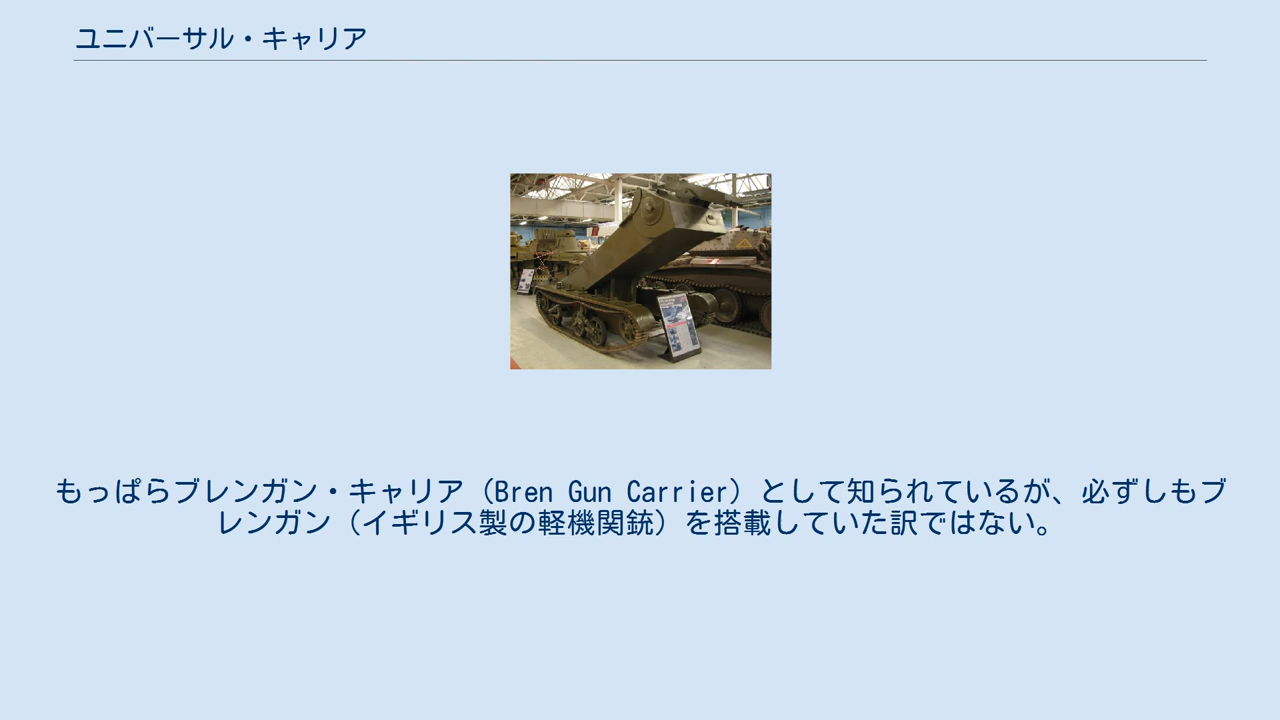 ユニバーサル・キャリア
もっぱらブレンガン・キャリア（Bren Gun Carrier）として知られているが、必ずしもブ
レンガン（イギリス製の軽機関銃）を搭載していた訳ではない。